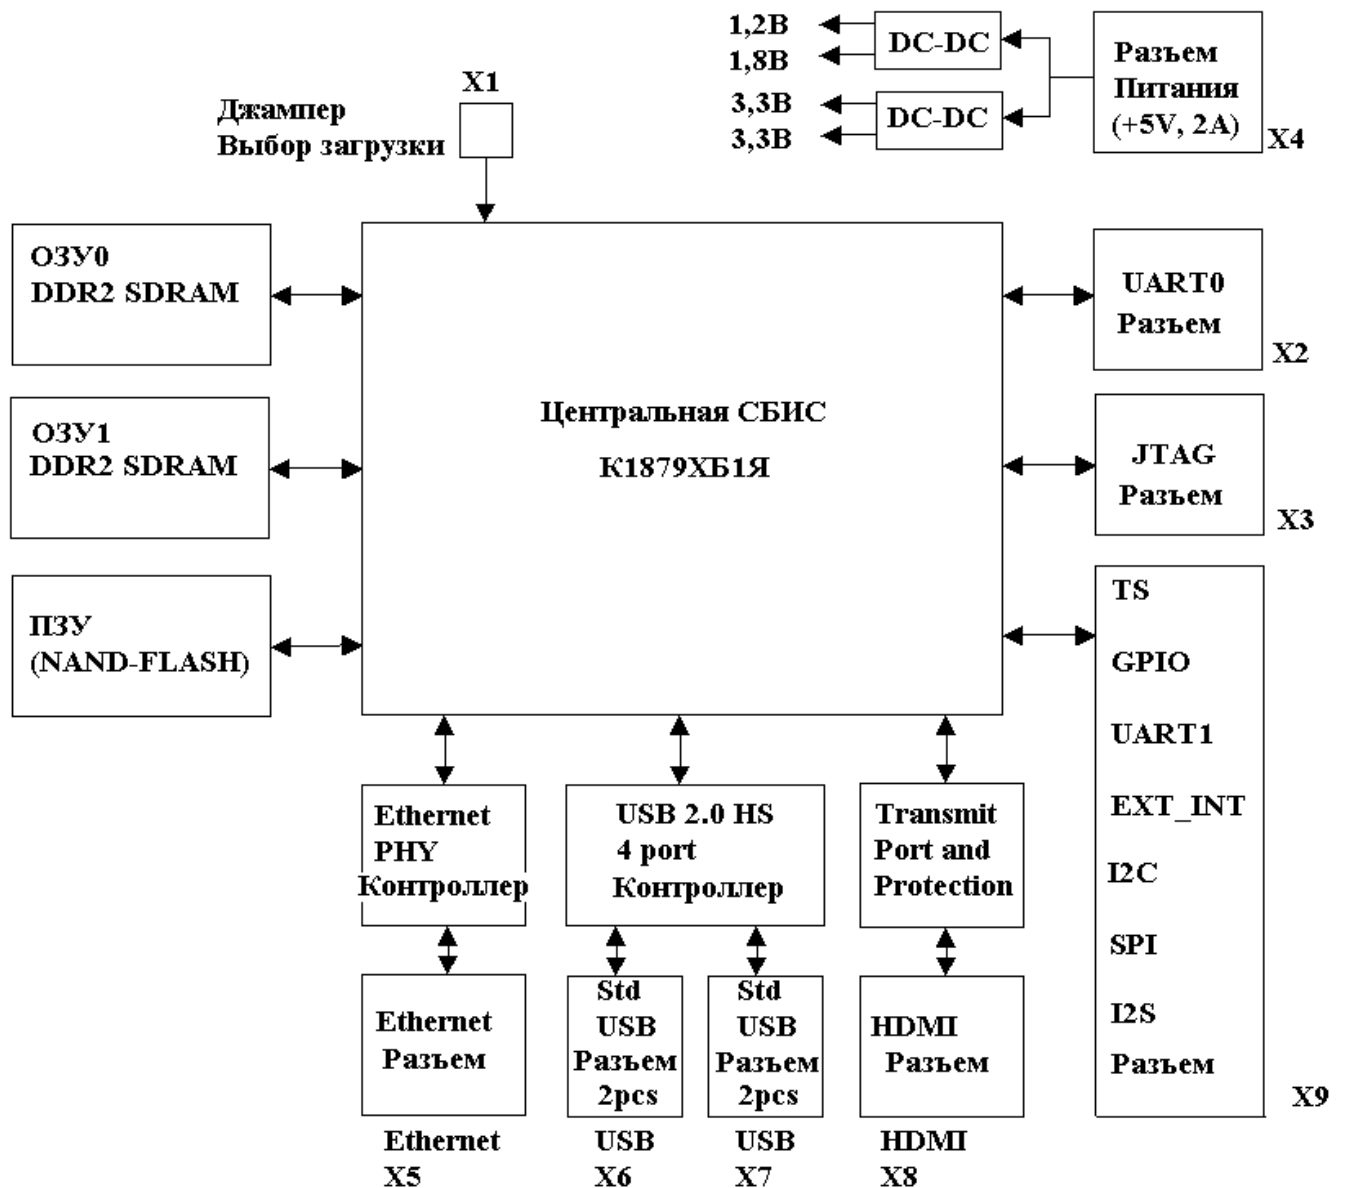 1,2В
1,8В
DC-DC
3,3В
3,3В
DC-DC
Разъем
Питания
(+5V, 2A)
X4
X1
Джампер
Выбор загрузки
ОЗУ0
DDR2 SDRAM
ОЗУ1
DDR2 SDRAM
ПЗУ
(NAND-FLASH)
Центральная СБИС
К1879ХБ1Я
UART0
Разъем
X2
JTAG
Разъем
X3
TS
GPIO
UART1
EXT_INT
I2C
SPI
I2S
Разъем
X9
Ethernet
PHY
Контроллер
USB 2.0 HS
4 port
Контроллер
Transmit
Port and
Protection
Ethernet
Разъем
Std
USB
Разъем
2pcs
Std
USB
Разъем
2pcs
HDMI
Разъем
Ethernet
X5
USB
X6
USB
X7
HDMI
X8